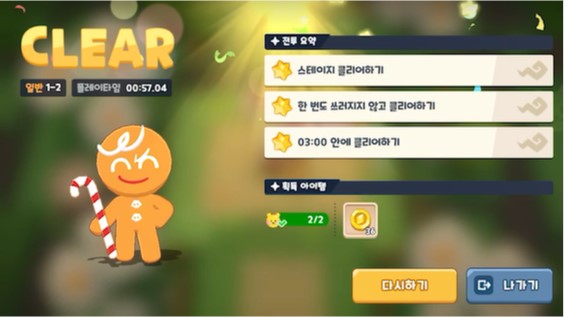 CLEAR
일반 1-2 플레이타임 00:57.04
전투 요약
스테이지 클리어하기
한 번도 쓰러지지 않고 클리어하기
03:00 안에 클리어하기
획득 아이템
2/2
36
다시하기 나가기